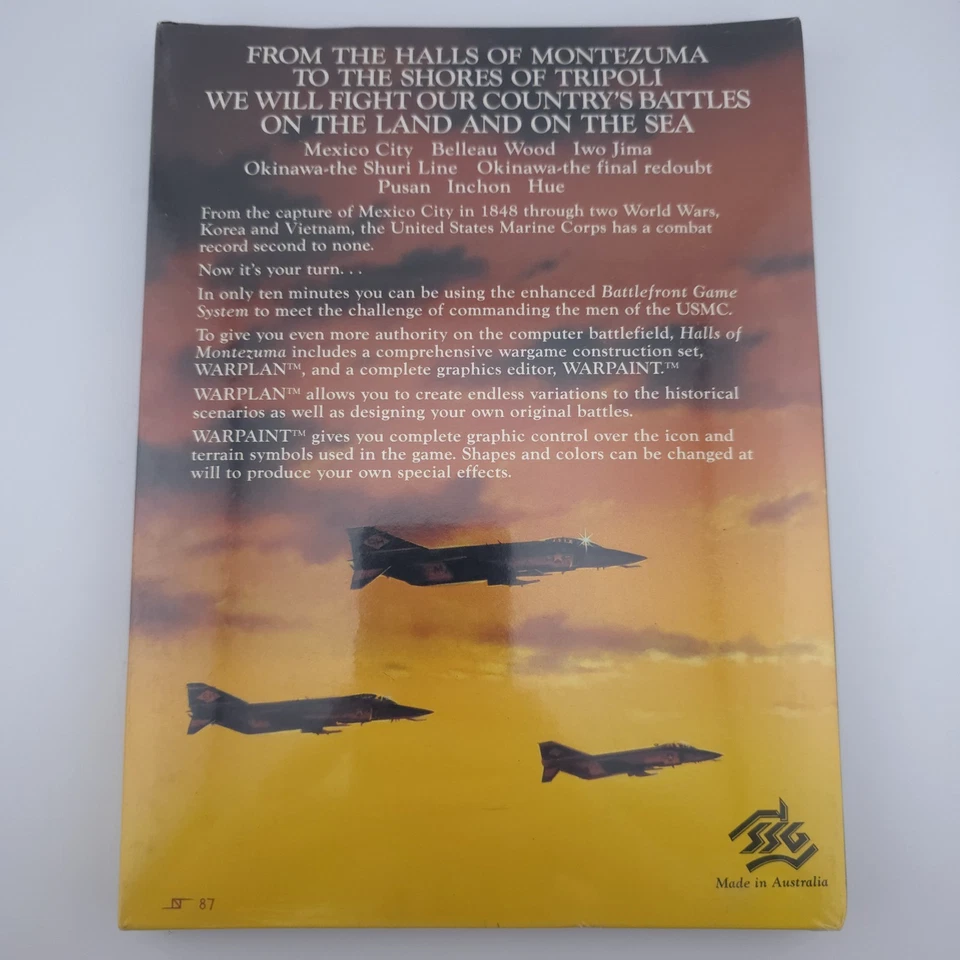 FROM THE HALLS OF MONTEZUMA
TO THE SHORES OF TRIPOLI
WE WILL FIGHT OUR COUNTRY'S BATTLES
ON THE LAND AND ON THE SEA
Mexico City Belleau Wood Iwo Jima
Okinawa-the Shuri Line Okinawa-the final redoubt
Pusan Inchon Hue
From the capture of Mexico City in 1848 through two World Wars,
Korea and Vietnam, the United States Marine Corps has a combat
record second to none.
Now it's your turn. . .
In only ten minutes you can be using the enhanced Battlefront Game
System to meet the challenge of commanding the men of the USMC.
To give you even more authority on the computer battlefield, Halls of
Montezuma includes a comprehensive wargame construction set,
WARPLAN™, and a complete graphics editor, WARPAINT.™
WARPLAN™ allows you to create endless variations to the historical
scenarios as well as designing your own original battles.
WARPAINT™ gives you complete graphic control over the icon and
terrain symbols used in the game. Shapes and colors can be changed at
will to produce your own special effects.
SSG
Made in Australia
87